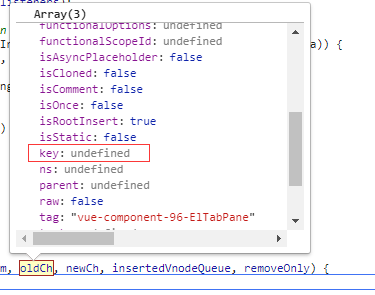 Array(3)
functionalOptions: undefined
functionalScopeId: undefined
isAsyncPlaceholder: false
isCloned: false
isComment: false
isOnce: false
isRootInsert: true
isStatic: false
key: undefined
ns: undefined
parent: undefined
raw: false
tag: "vue-component-96-ElTabPane"
m, oldCh, newCh, insertedVnodeQueue, removeOnly) {